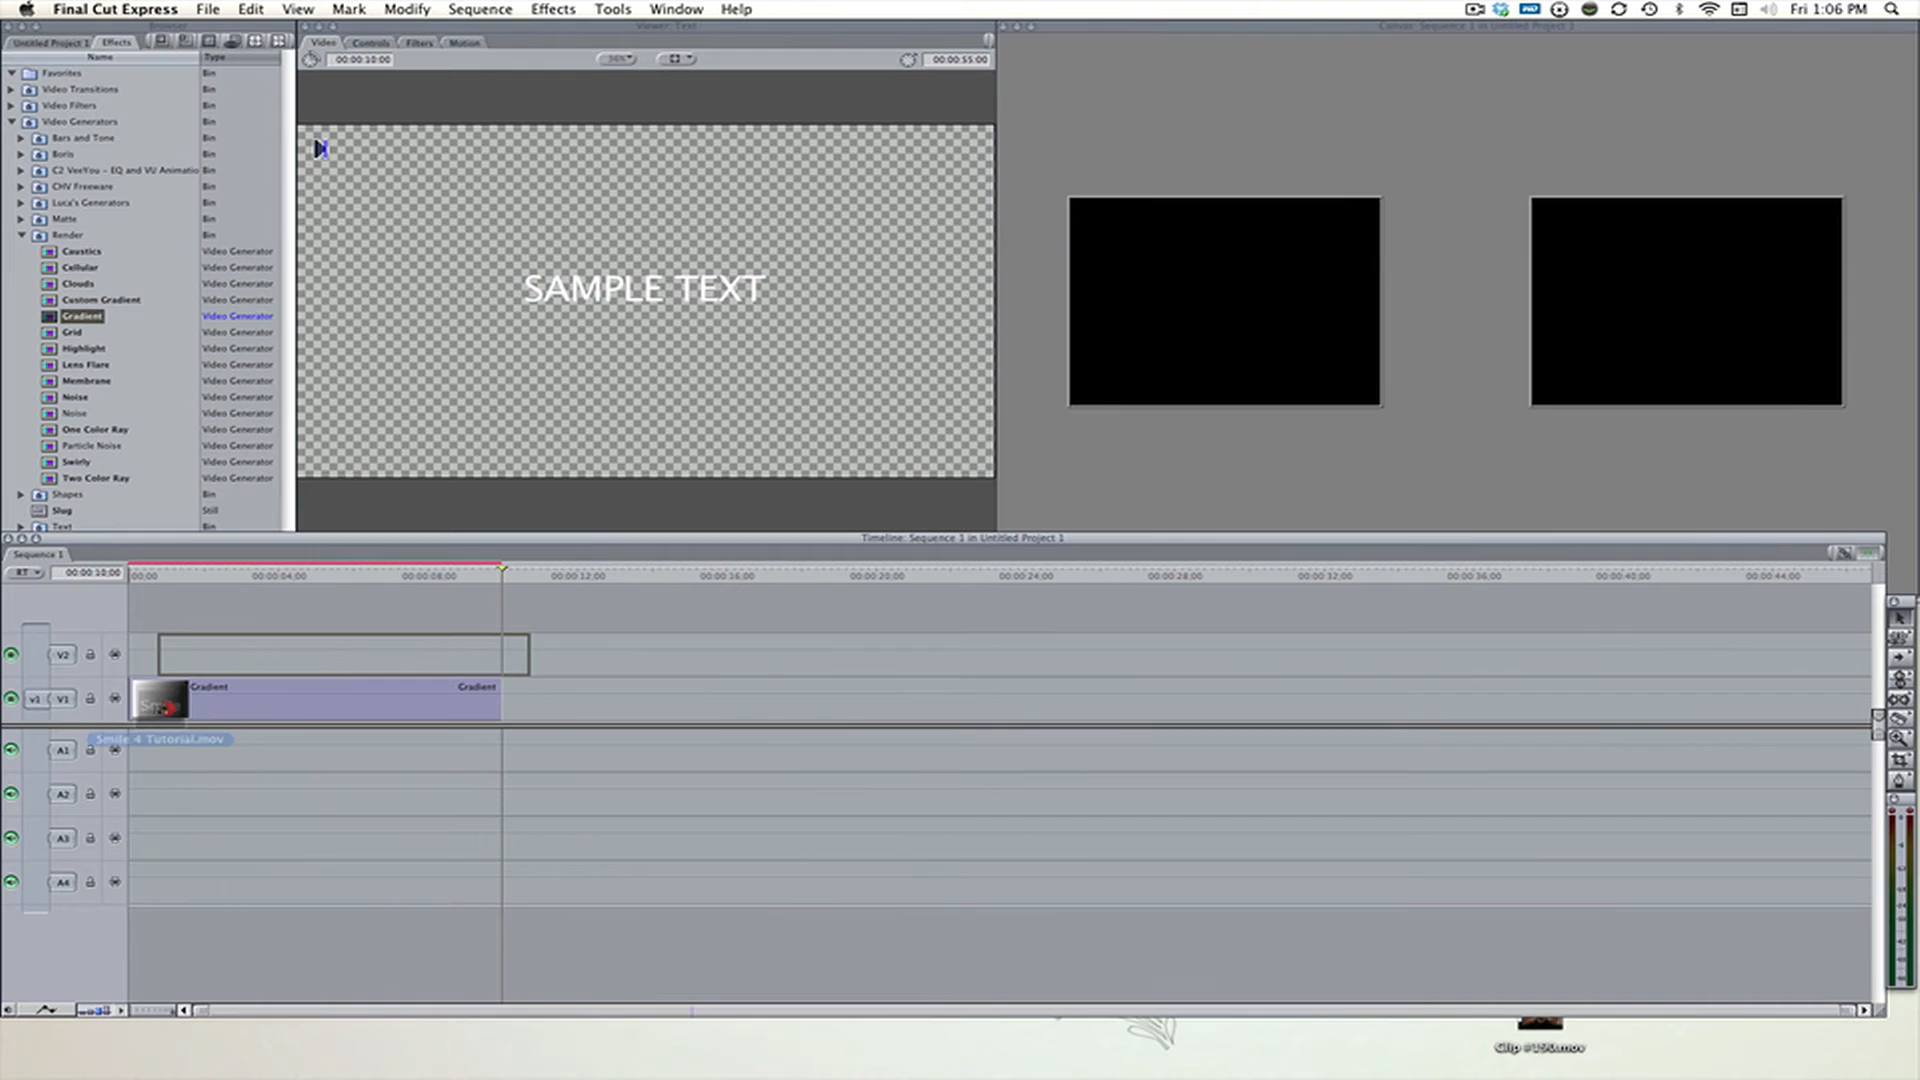 Final Cut Express File Edit View Mark Modify Sequence Effects Tools Window Help Fri 1:06 PM
Browser
Viewer: Text
Canvas: Sequence 1 in Untitled Project 1
Untitled Project 1 Effects
Video Controls Filters Motion
Name Type
00:00:10:00 36% 00:00:55:00
Favorites Bin
Video Transitions Bin
Video Filters Bin
Video Generators Bin
Bars and Tone Bin
Boris Bin
C2 VeeYou - EQ and VU Animatio Bin
CHV Freeware Bin
Luca's Generators Bin
Matte Bin
Render Bin
Caustics Video Generator
Cellular Video Generator
Clouds Video Generator
Custom Gradient Video Generator
Gradient Video Generator
Grid Video Generator
Highlight Video Generator
Lens Flare Video Generator
Membrane Video Generator
Noise Video Generator
Noise Video Generator
One Color Ray Video Generator
Particle Noise Video Generator
Swirly Video Generator
Two Color Ray Video Generator
Shapes Bin
Slug Still
Text Bin
SAMPLE TEXT
Timeline: Sequence 1 in Untitled Project 1
Sequence 1
RT 00:00:10:00 00:00 00:00:04:00 00:00:08:00 00:00:12:00 00:00:16:00 00:00:20:00 00:00:24:00 00:00:28:00 00:00:32:00 00:00:36:00 00:00:40:00 00:00:44:00
V2
Gradient Gradient
v1 V1
Smile 4 Tutorial.mov
A1
A2
A3
A4
Clip #190.mov